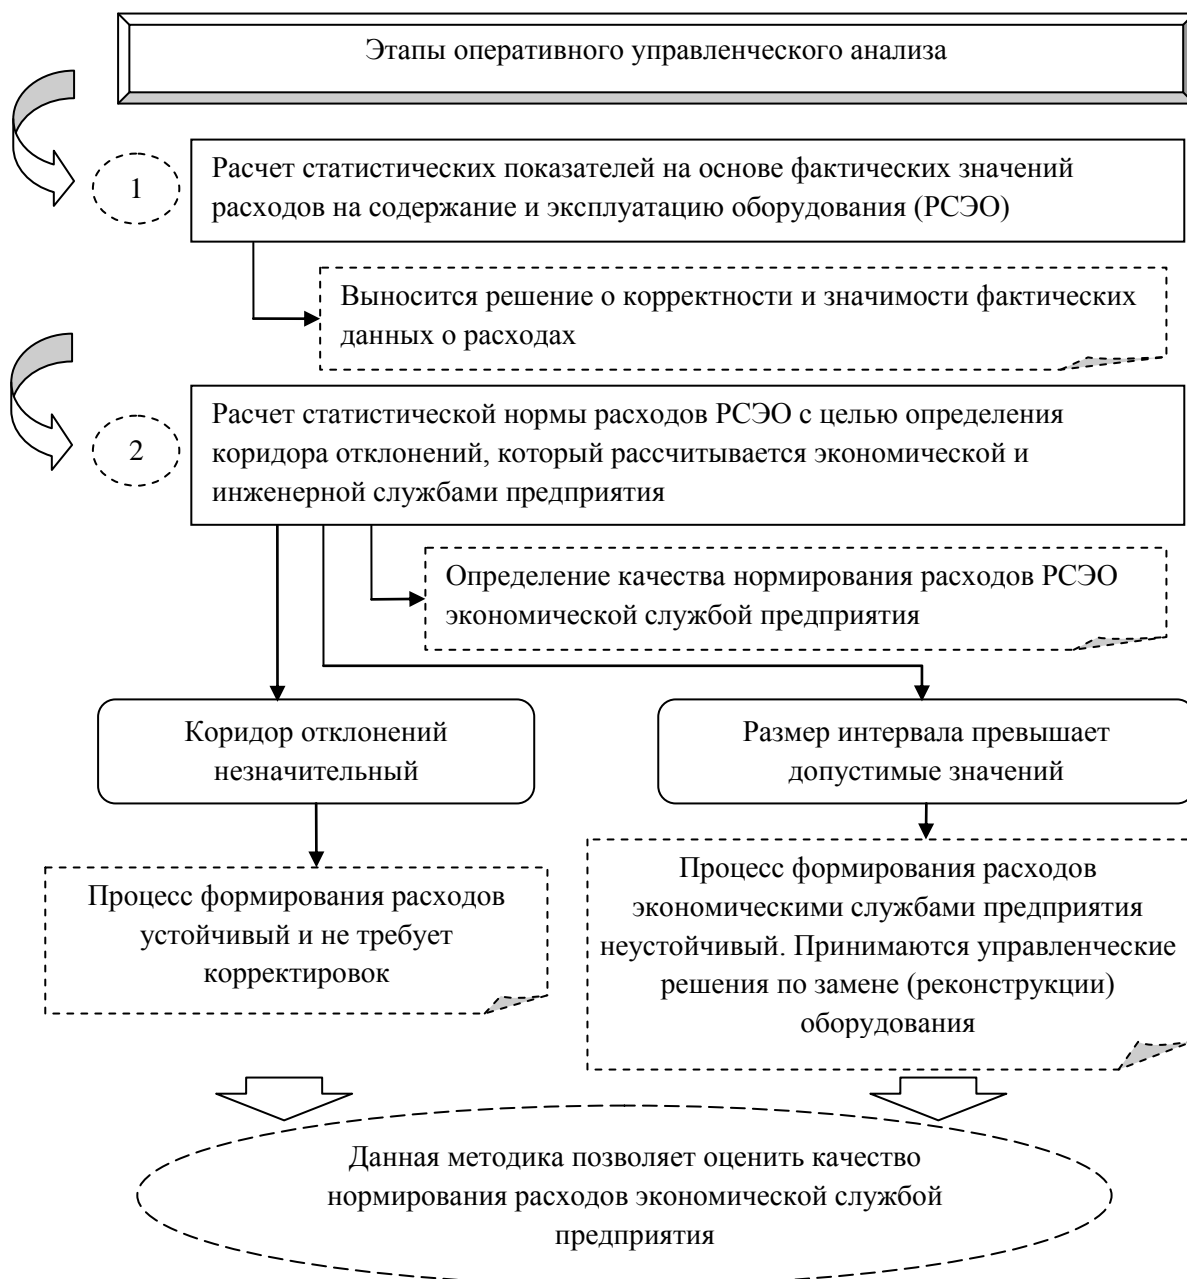 Этапы оперативного управленческого анализа
1
Расчет статистических показателей на основе фактических значений
расходов на содержание и эксплуатацию оборудования (РСЭО)
Выносится решение о корректности и значимости фактических
данных о расходах
2
Расчет статистической нормы расходов РСЭО с целью определения
коридора отклонений, который рассчитывается экономической и
инженерной службами предприятия
Определение качества нормирования расходов РСЭО
экономической службой предприятия
Коридор отклонений
незначительный
Размер интервала превышает
допустимые значений
Процесс формирования расходов
устойчивый и не требует
корректировок
Процесс формирования расходов
экономическими службами предприятия
неустойчивый. Принимаются управленческие
решения по замене (реконструкции)
оборудования
Данная методика позволяет оценить качество
нормирования расходов экономической службой
предприятия